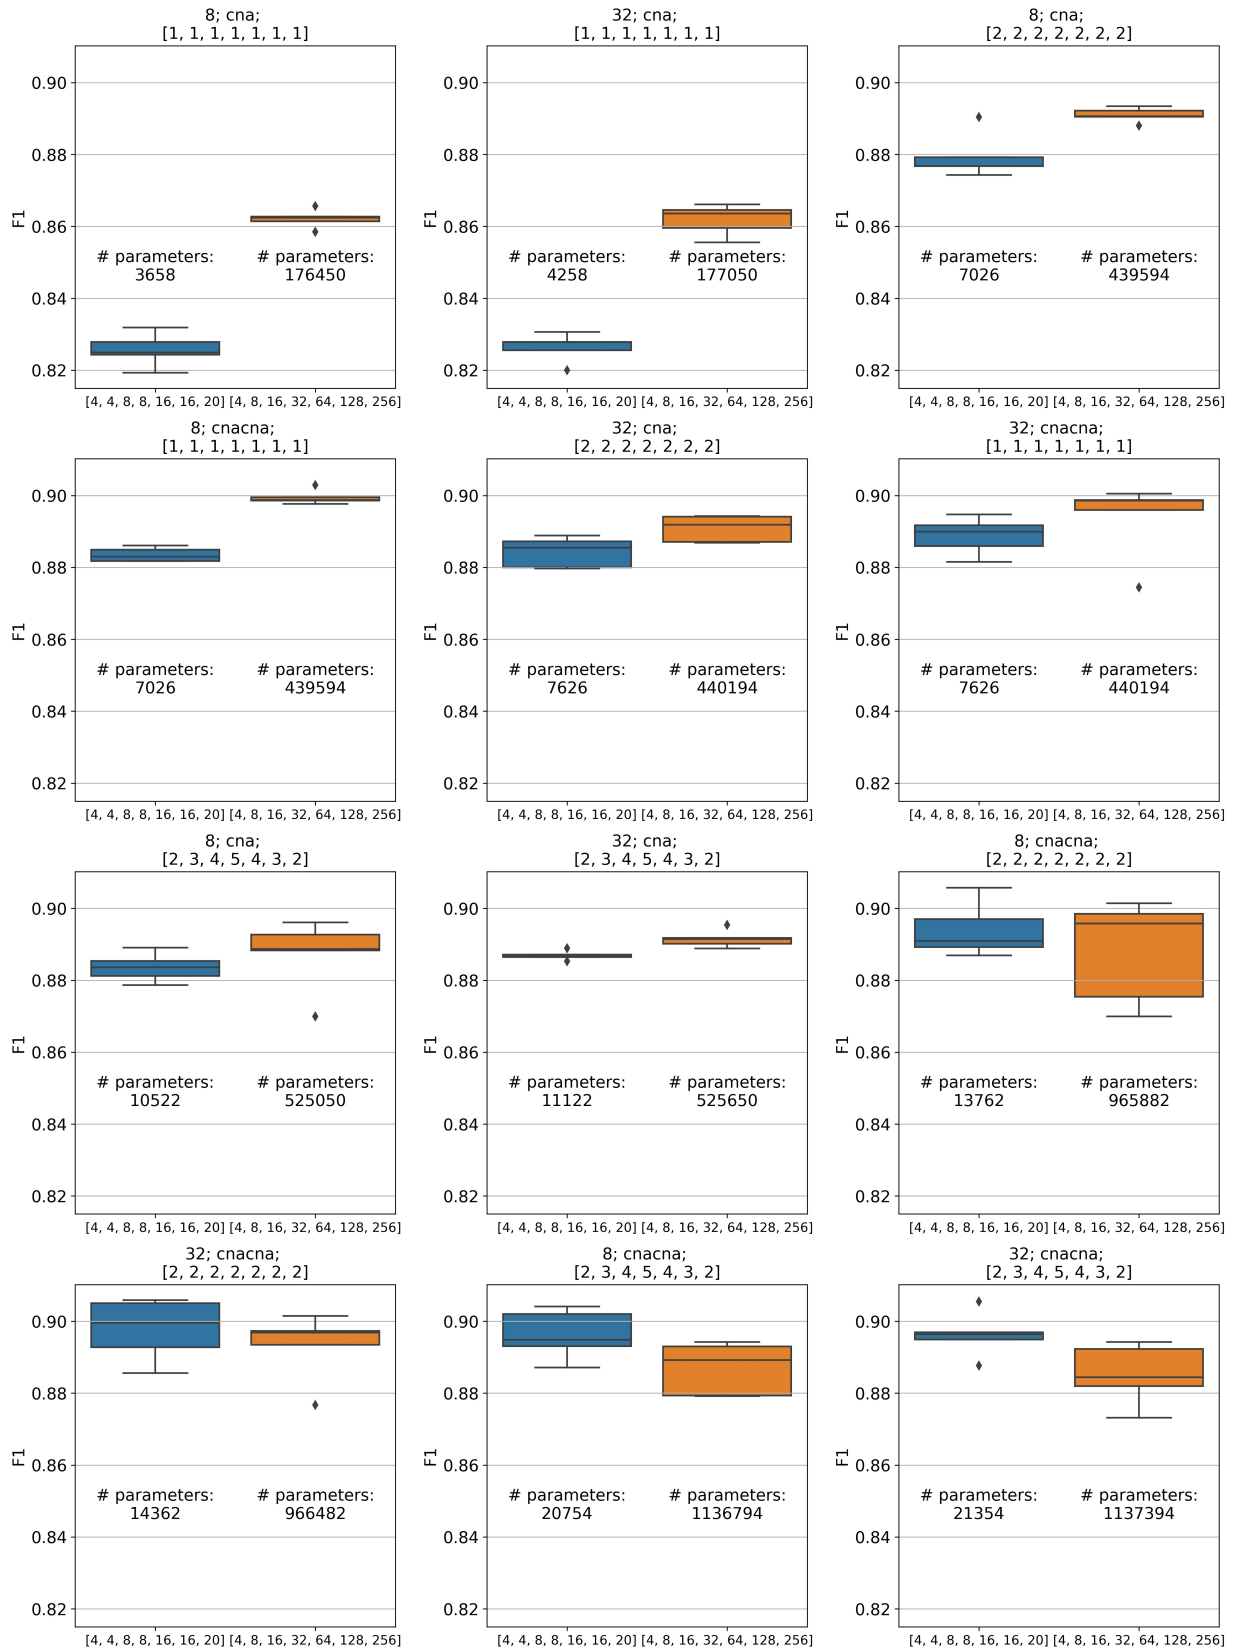 8; cna;
[1, 1, 1, 1, 1, 1, 1]
0.90
0.88
0.86
0.84
0.82
F1
# parameters:
3658
# parameters:
176450
[4, 4, 8, 8, 16, 16, 20] [4, 8, 16, 32, 64, 128, 256]
32; cna;
[1, 1, 1, 1, 1, 1, 1]
0.90
0.88
0.86
0.84
0.82
F1
# parameters:
4258
# parameters:
177050
[4, 4, 8, 8, 16, 16, 20] [4, 8, 16, 32, 64, 128, 256]
8; cna;
[2, 2, 2, 2, 2, 2, 2]
0.90
0.88
0.86
0.84
0.82
F1
# parameters:
7026
# parameters:
439594
[4, 4, 8, 8, 16, 16, 20] [4, 8, 16, 32, 64, 128, 256]
8; cnacna;
[1, 1, 1, 1, 1, 1, 1]
0.90
0.88
0.86
0.84
0.82
F1
# parameters:
7026
# parameters:
439594
[4, 4, 8, 8, 16, 16, 20] [4, 8, 16, 32, 64, 128, 256]
32; cna;
[2, 2, 2, 2, 2, 2, 2]
0.90
0.88
0.86
0.84
0.82
F1
# parameters:
7626
# parameters:
440194
[4, 4, 8, 8, 16, 16, 20] [4, 8, 16, 32, 64, 128, 256]
32; cnacna;
[1, 1, 1, 1, 1, 1, 1]
0.90
0.88
0.86
0.84
0.82
F1
# parameters:
7626
# parameters:
440194
[4, 4, 8, 8, 16, 16, 20] [4, 8, 16, 32, 64, 128, 256]
8; cna;
[2, 3, 4, 5, 4, 3, 2]
0.90
0.88
0.86
0.84
0.82
F1
# parameters:
10522
# parameters:
525050
[4, 4, 8, 8, 16, 16, 20] [4, 8, 16, 32, 64, 128, 256]
32; cna;
[2, 3, 4, 5, 4, 3, 2]
0.90
0.88
0.86
0.84
0.82
F1
# parameters:
11122
# parameters:
525650
[4, 4, 8, 8, 16, 16, 20] [4, 8, 16, 32, 64, 128, 256]
8; cnacna;
[2, 2, 2, 2, 2, 2, 2]
0.90
0.88
0.86
0.84
0.82
F1
# parameters:
13762
# parameters:
965882
[4, 4, 8, 8, 16, 16, 20] [4, 8, 16, 32, 64, 128, 256]
32; cnacna;
[2, 2, 2, 2, 2, 2, 2]
0.90
0.88
0.86
0.84
0.82
F1
# parameters:
14362
# parameters:
966482
[4, 4, 8, 8, 16, 16, 20] [4, 8, 16, 32, 64, 128, 256]
8; cnacna;
[2, 3, 4, 5, 4, 3, 2]
0.90
0.88
0.86
0.84
0.82
F1
# parameters:
20754
# parameters:
1136794
[4, 4, 8, 8, 16, 16, 20] [4, 8, 16, 32, 64, 128, 256]
32; cnacna;
[2, 3, 4, 5, 4, 3, 2]
0.90
0.88
0.86
0.84
0.82
F1
# parameters:
21354
# parameters:
1137394
[4, 4, 8, 8, 16, 16, 20] [4, 8, 16, 32, 64, 128, 256]